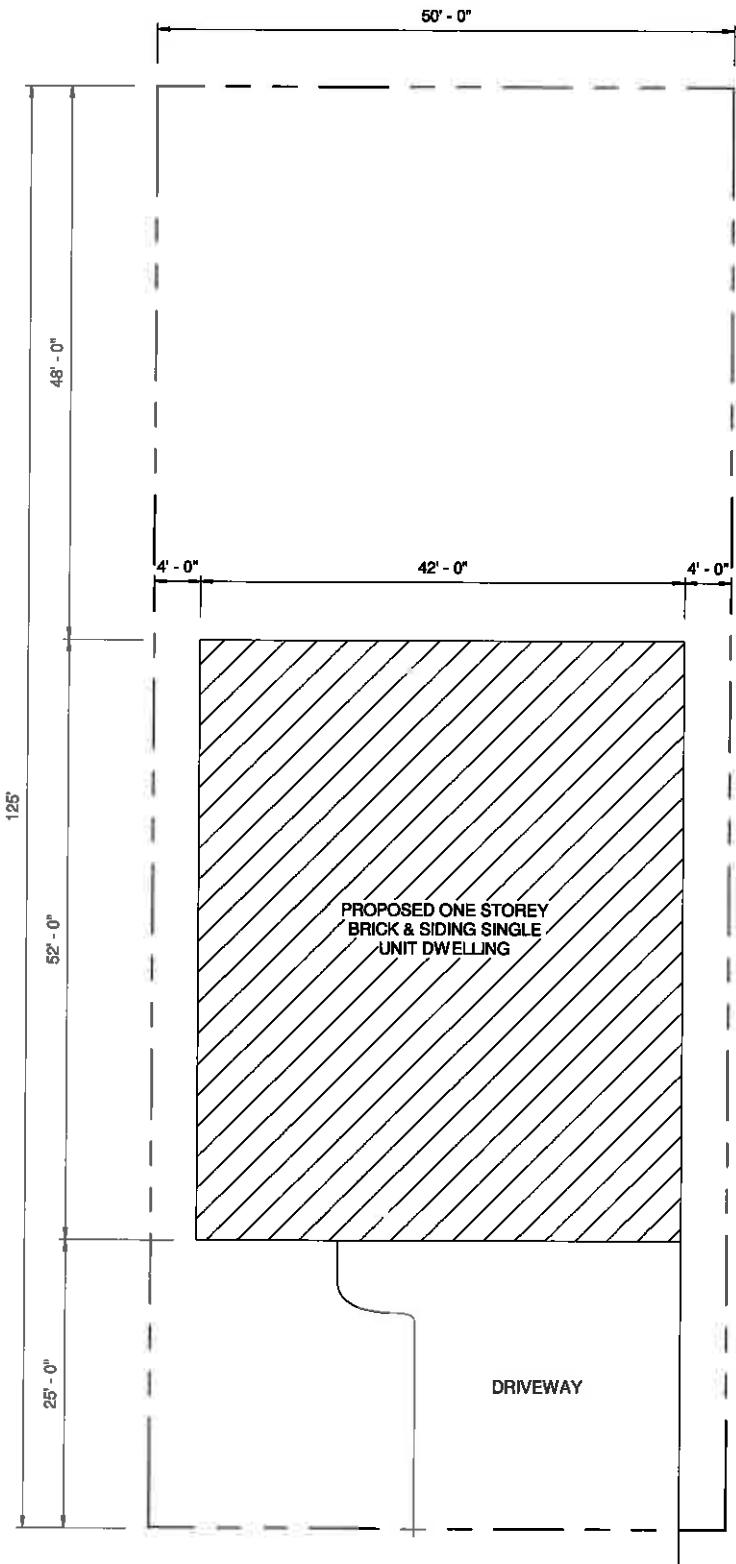 50' - 0"
48' - 0"
4' - 0"
42' - 0"
4' - 0"
125'
52' - 0"
PROPOSED ONE STOREY
BRICK & SIDING SINGLE
UNIT DWELLING
25' - 0"
DRIVEWAY